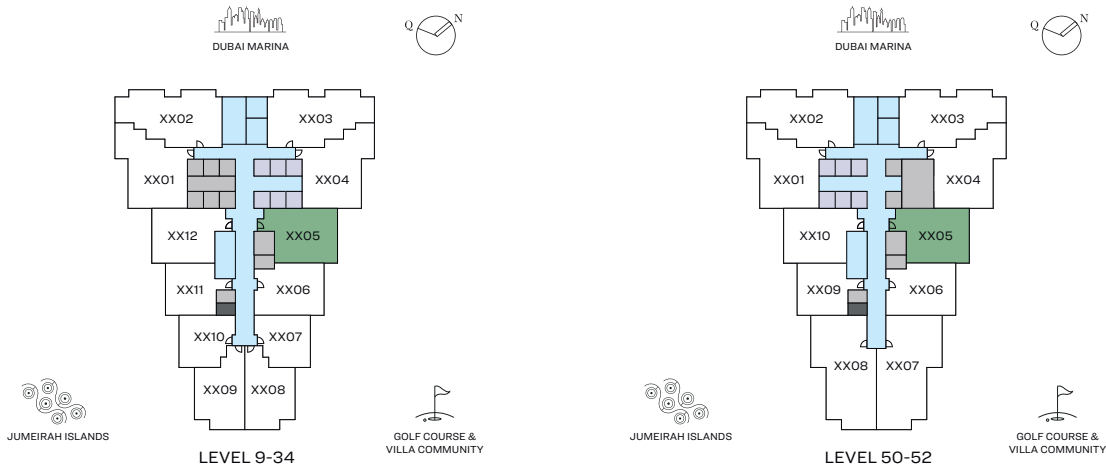 DUBAI MARINA
Q N
XX02
XX03
XX01
XX04
XX12
XX05
XX11
XX06
XX10
XX07
XX09
XX08
JUMEIRAH ISLANDS
GOLF COURSE &
VILLA COMMUNITY
LEVEL 9-34
DUBAI MARINA
Q N
XX02
XX03
XX01
XX04
XX10
XX05
XX09
XX06
XX08
XX07
JUMEIRAH ISLANDS
GOLF COURSE &
VILLA COMMUNITY
LEVEL 50-52